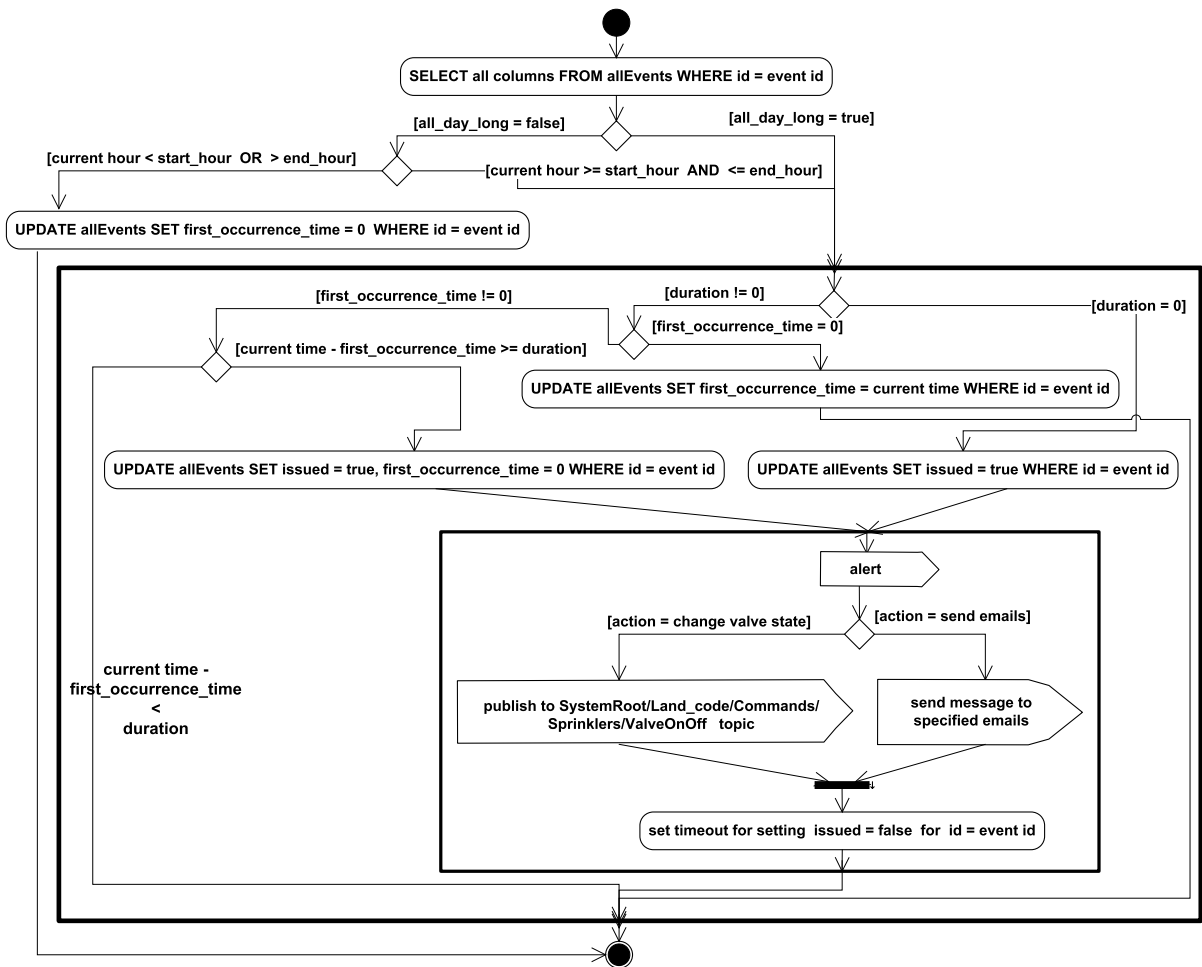 SELECT all columns FROM allEvents WHERE id = event id
[all_day_long = false]
[all_day_long = true]
[current hour < start_hour OR > end_hour]
[current hour >= start_hour AND <= end_hour]
UPDATE allEvents SET first_occurrence_time = 0 WHERE id = event id
[first_occurrence_time != 0]
[duration != 0]
[duration = 0]
[first_occurrence_time = 0]
[current time - first_occurrence_time >= duration]
UPDATE allEvents SET first_occurrence_time = current time WHERE id = event id
UPDATE allEvents SET issued = true, first_occurrence_time = 0 WHERE id = event id
UPDATE allEvents SET issued = true WHERE id = event id
alert
[action = change valve state]
[action = send emails]
current time -
first_occurrence_time
<
duration
publish to SystemRoot/Land_code/Commands/
Sprinklers/ValveOnOff topic
send message to
specified emails
set timeout for setting issued = false for id = event id